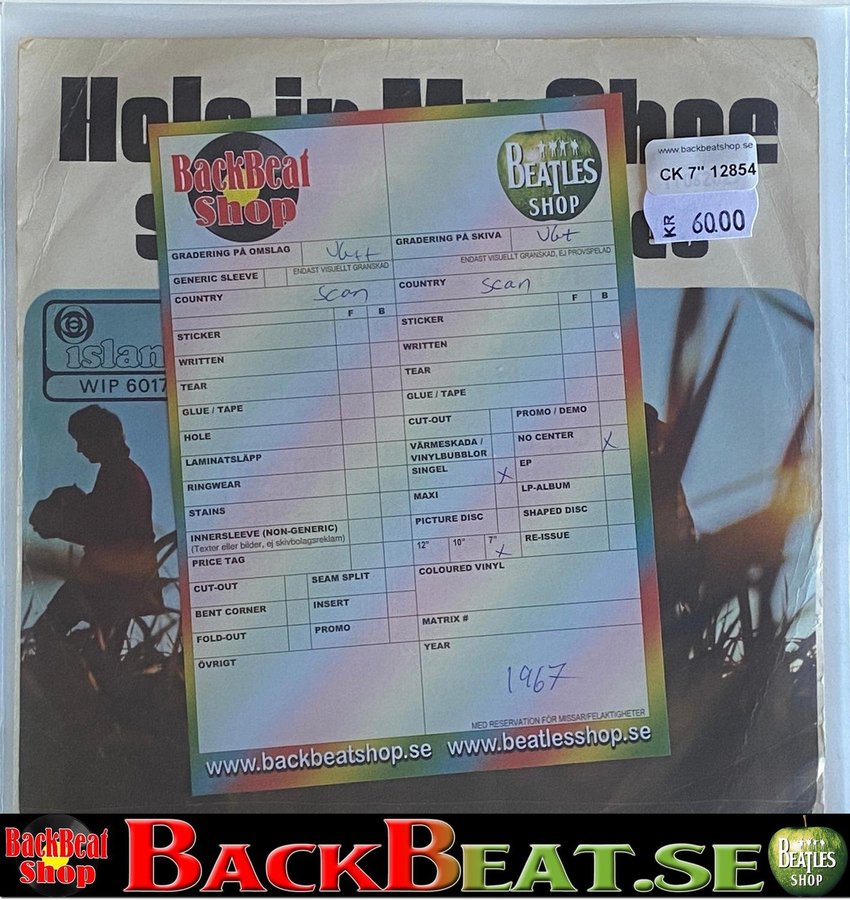 Hole in My Shoe
island
WIP 6017
BackBeat
Shop
BEATLES
SHOP
www.backbeatshop.se
CK 7" 12854
KR 60.00
GRADERING PÅ OMSLAG VG++
ENDAST VISUELLT GRANSKAD
GENERIC SLEEVE
COUNTRY Scan
F B
STICKER
WRITTEN
TEAR
GLUE / TAPE
HOLE
LAMINATSLÄPP
RINGWEAR
STAINS
INNERSLEEVE (NON-GENERIC)
(Texter eller bilder, ej skivbolagsreklam)
PRICE TAG
CUT-OUT SEAM SPLIT
BENT CORNER INSERT
FOLD-OUT PROMO
ÖVRIGT
GRADERING PÅ SKIVA VG+
ENDAST VISUELLT GRANSKAD, EJ PROVSPELAD
COUNTRY Scan
F B
STICKER
WRITTEN
TEAR
GLUE / TAPE
CUT-OUT PROMO / DEMO
VÄRMESKADA / NO CENTER X
VINYLBUBBLOR
SINGEL X EP
MAXI LP-ALBUM
PICTURE DISC SHAPED DISC
12" 10" 7" X RE-ISSUE
COLOURED VINYL
MATRIX #
YEAR
1967
MED RESERVATION FÖR MISSAR/FELAKTIGHETER
www.backbeatshop.se www.beatlesshop.se
BackBeat
Shop
BACKBEAT.SE
BEATLES
SHOP